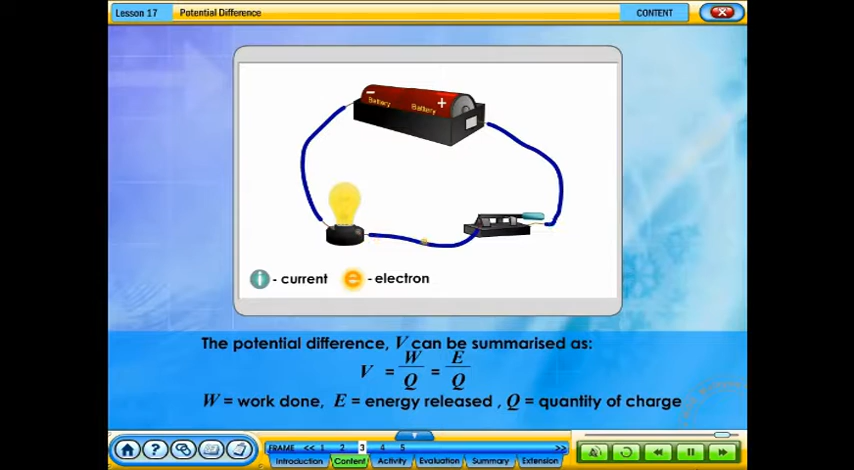 Lesson 17 Potential Difference CONTENT
− Battery Battery +
i - current e - electron
The potential difference, V can be summarised as:
V = W/Q = E/Q
W = work done, E = energy released , Q = quantity of charge
FRAME << 1 2 3 4 5 >>
Introduction Content Activity Evaluation Summary Extension